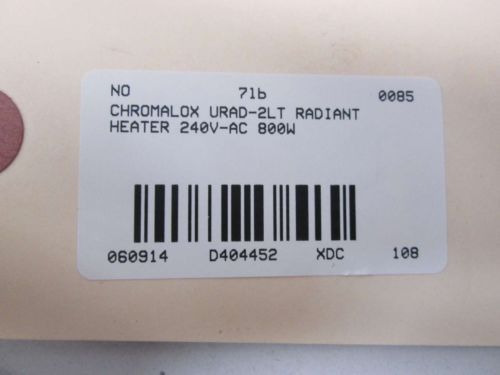 NO 71b 0085
CHROMALOX URAD-2LT RADIANT
HEATER 240V-AC 800W
060914 D404452 XDC 108